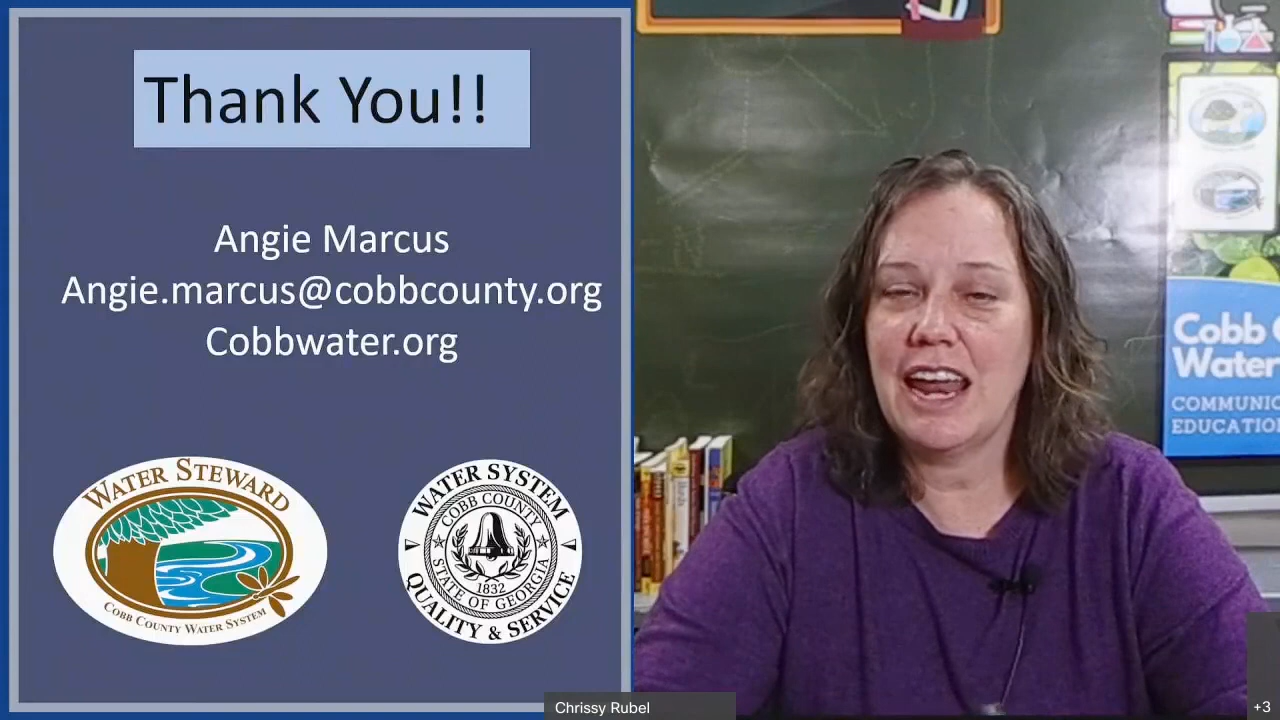 Thank You!!
Angie Marcus
Angie.marcus@cobbcounty.org
Cobbwater.org
WATER STEWARD
COBB COUNTY WATER SYSTEM
WATER SYSTEM
COBB COUNTY
1832
STATE OF GEORGIA
QUALITY & SERVICE
Cobb
Water
COMMUNIC
EDUCATIO
Chrissy Rubel
+3